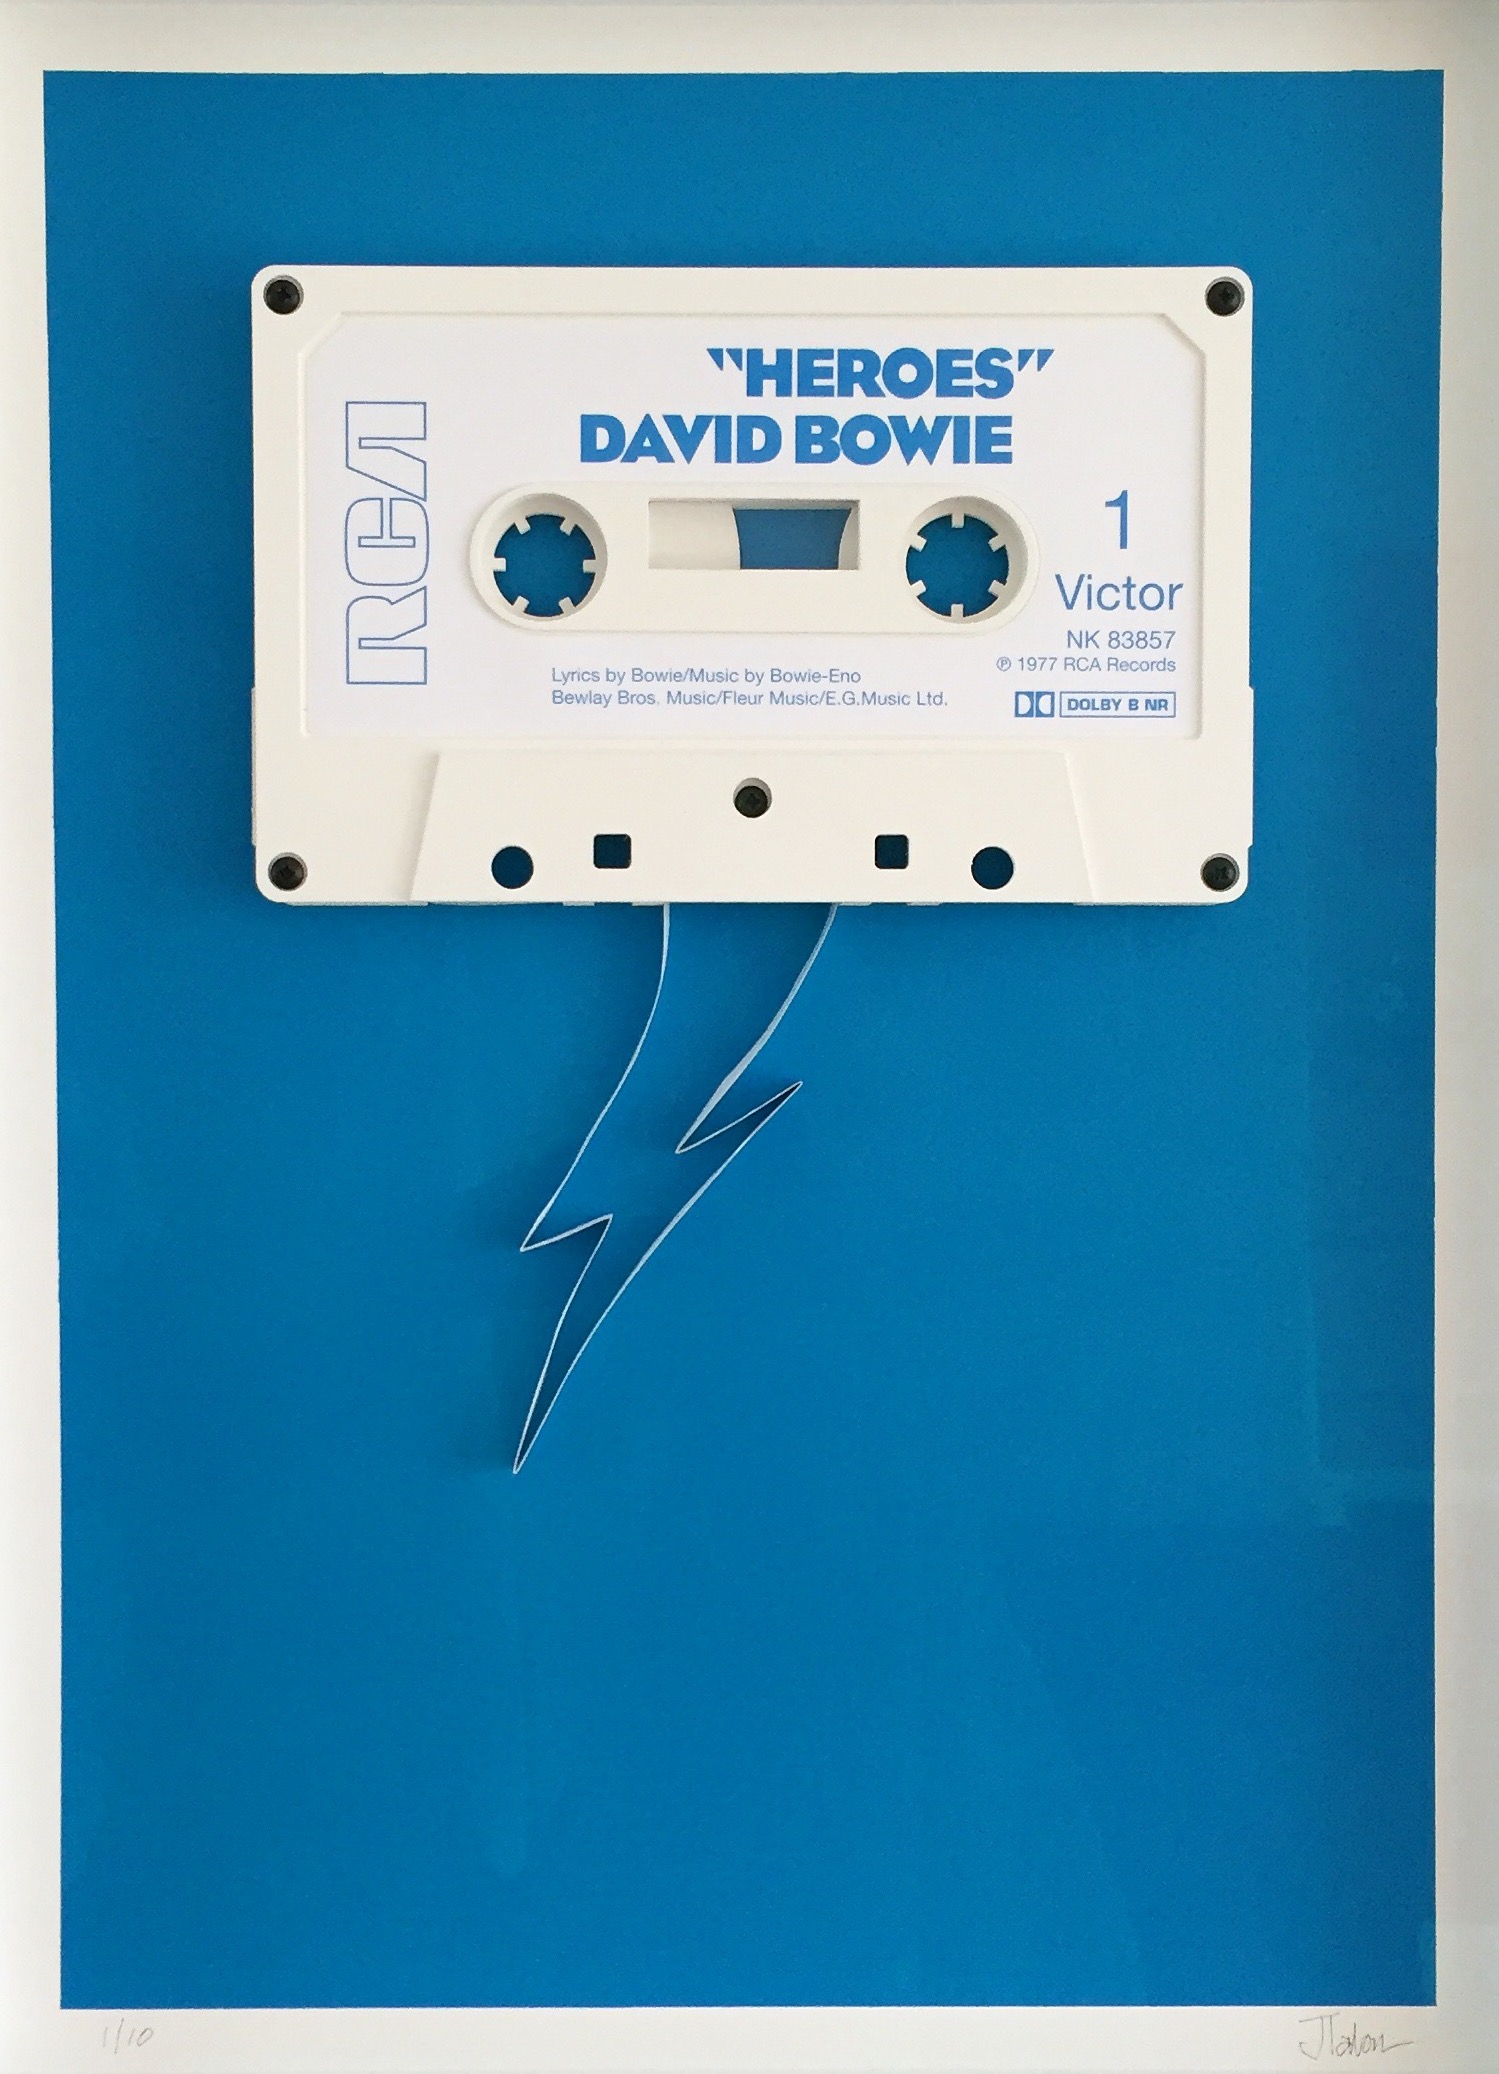 "HEROES"
DAVID BOWIE
RCA
1
Victor
NK 83857
℗ 1977 RCA Records
Lyrics by Bowie/Music by Bowie-Eno
Bewlay Bros. Music/Fleur Music/E.G.Music Ltd.
DOLBY B NR
1/10